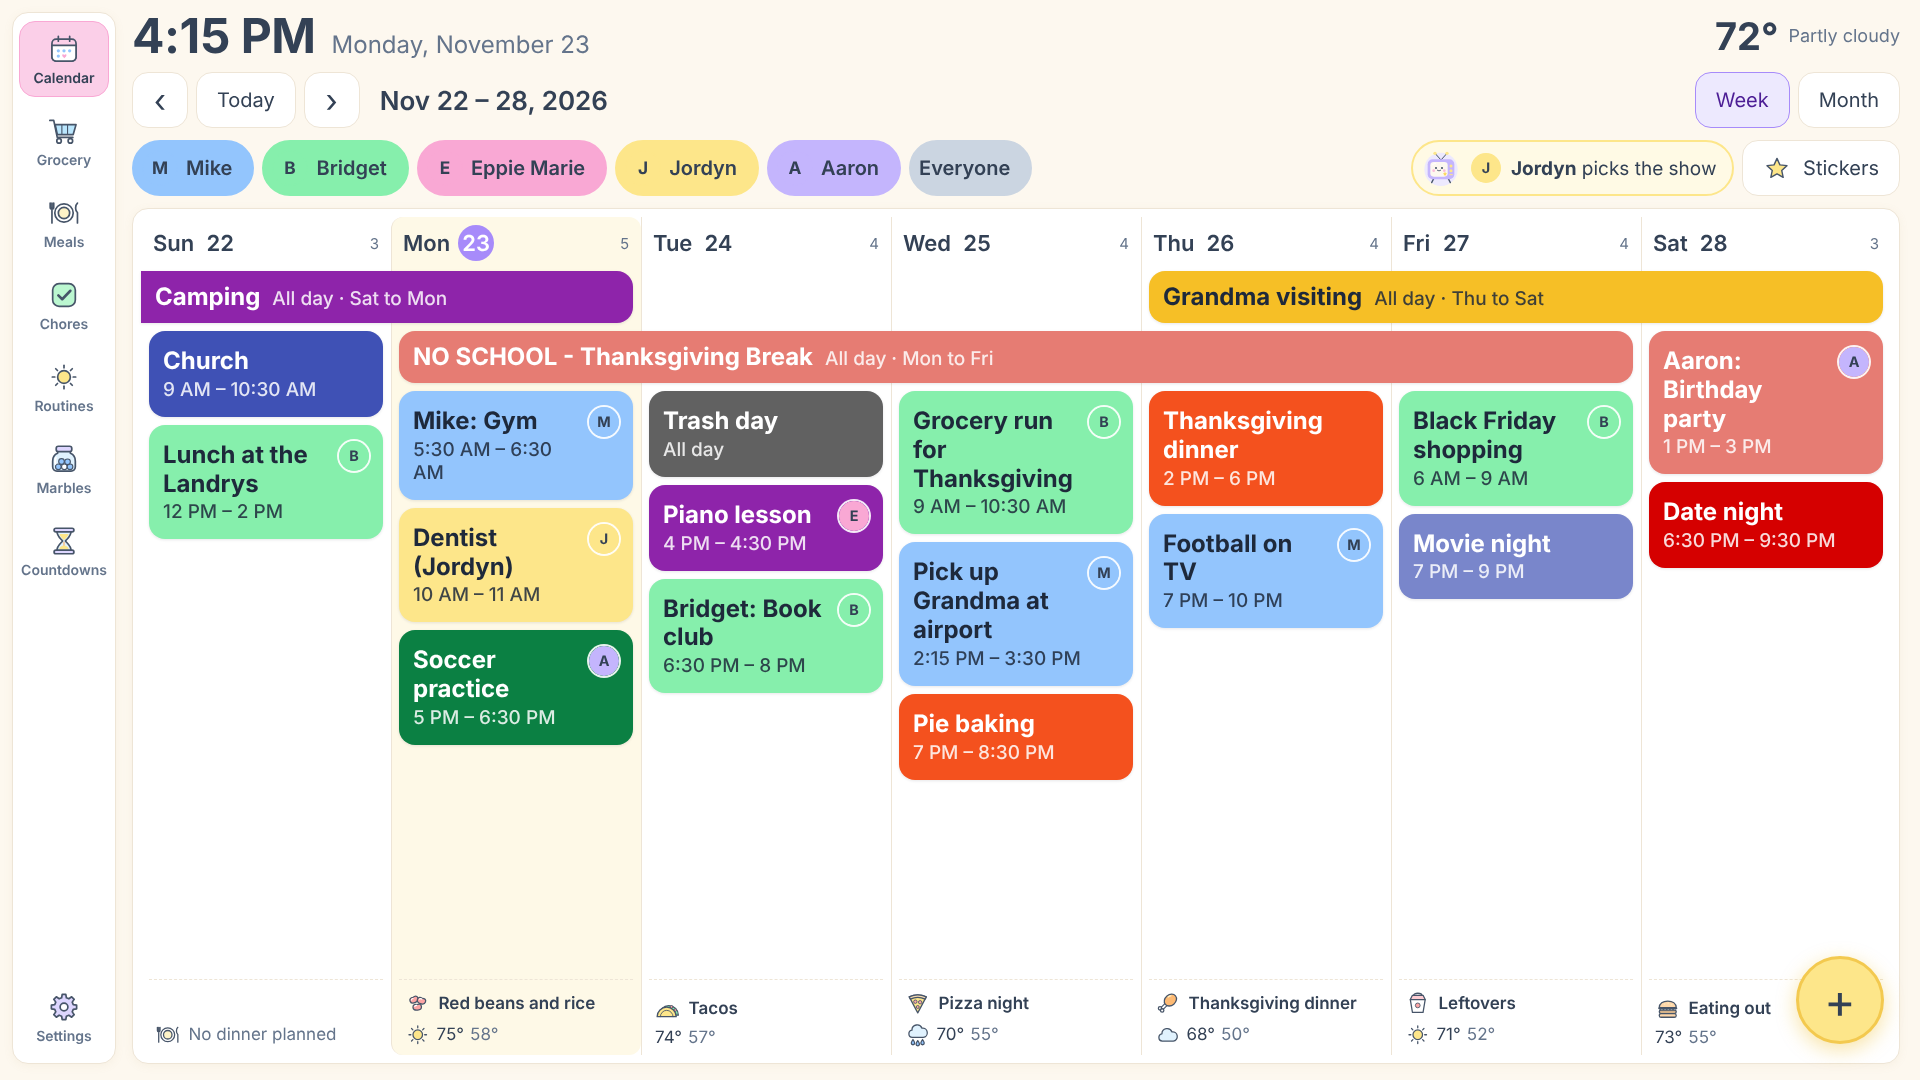 Calendar
Grocery
Meals
Chores
Routines
Marbles
Countdowns
Settings
4:15 PM Monday, November 23
72° Partly cloudy
‹ Today › Nov 22 – 28, 2026
Week Month
M Mike B Bridget E Eppie Marie J Jordyn A Aaron Everyone
J Jordyn picks the show Stickers
Sun 22 3
Mon 23 5
Tue 24 4
Wed 25 4
Thu 26 4
Fri 27 4
Sat 28 3
Camping All day · Sat to Mon
Grandma visiting All day · Thu to Sat
NO SCHOOL - Thanksgiving Break All day · Mon to Fri
Church
9 AM – 10:30 AM
Lunch at the B
Landrys
12 PM – 2 PM
Mike: Gym M
5:30 AM – 6:30
AM
Dentist J
(Jordyn)
10 AM – 11 AM
Soccer A
practice
5 PM – 6:30 PM
Trash day
All day
Piano lesson E
4 PM – 4:30 PM
Bridget: Book B
club
6:30 PM – 8 PM
Grocery run B
for
Thanksgiving
9 AM – 10:30 AM
Pick up M
Grandma at
airport
2:15 PM – 3:30 PM
Pie baking
7 PM – 8:30 PM
Thanksgiving
dinner
2 PM – 6 PM
Football on M
TV
7 PM – 10 PM
Black Friday B
shopping
6 AM – 9 AM
Movie night
7 PM – 9 PM
Aaron: A
Birthday
party
1 PM – 3 PM
Date night
6:30 PM – 9:30 PM
No dinner planned
Red beans and rice
75° 58°
Tacos
74° 57°
Pizza night
70° 55°
Thanksgiving dinner
68° 50°
Leftovers
71° 52°
Eating out
73° 55°
+